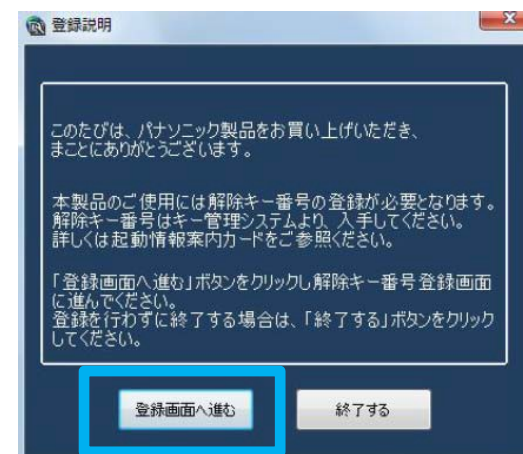 登録説明
このたびは、パナソニック製品をお買い上げいただき、
まことにありがとうございます。
本製品のご使用には解除キー番号の登録が必要となります。
解除キー番号はキー管理システムより、入手してください。
詳しくは起動情報案内カードをご参照ください。
「登録画面へ進む」ボタンをクリックし解除キー番号登録画面
に進んでください。
登録を行わずに終了する場合は、「終了する」ボタンをクリック
してください。
登録画面へ進む
終了する